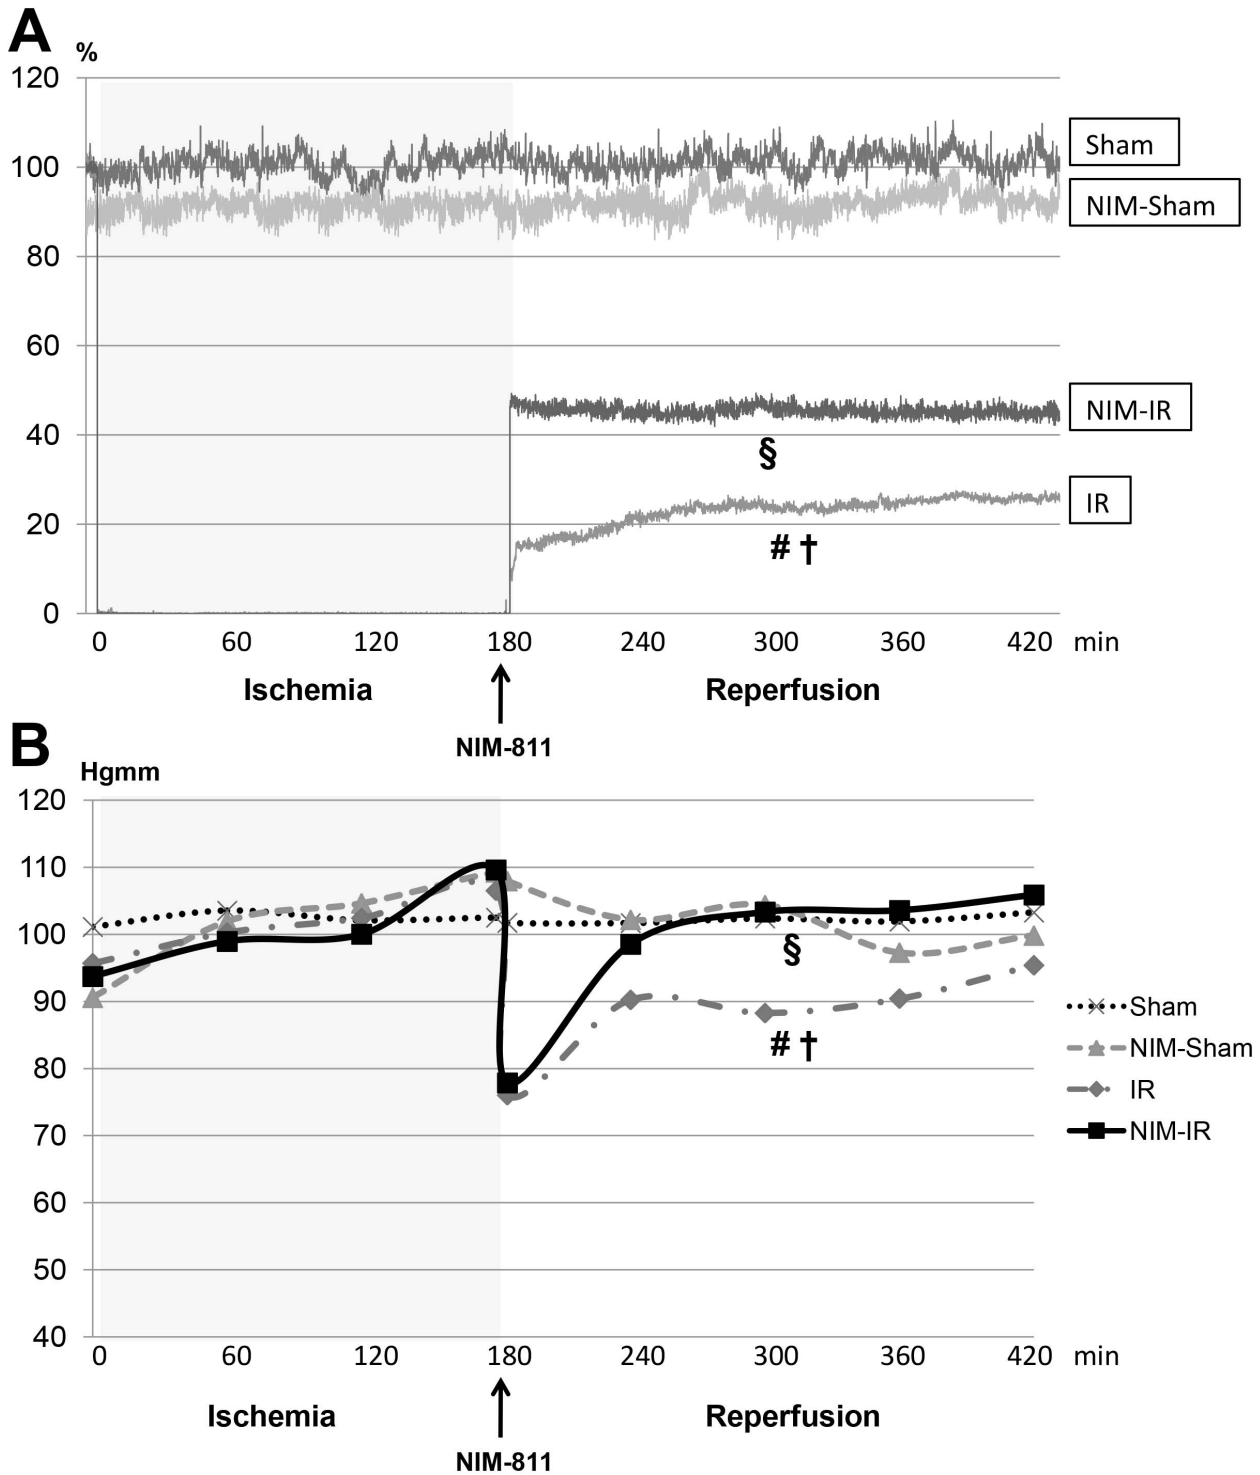 A
%
120
100
80
60
40
20
0
Sham
NIM-Sham
NIM-IR
§
IR
# †
0 60 120 180 240 300 360 420 min
Ischemia Reperfusion
NIM-811
B
Hgmm
120
110
100
90
80
70
60
50
40
§
# †
Sham
NIM-Sham
IR
NIM-IR
0 60 120 180 240 300 360 420 min
Ischemia Reperfusion
NIM-811